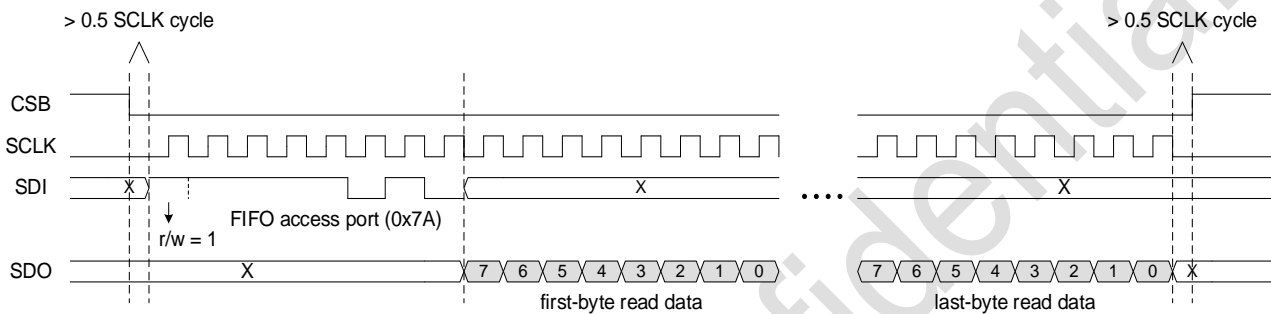 > 0.5 SCLK cycle > 0.5 SCLK cycle
CSB
SCLK
SDI X X X
....
FIFO access port (0x7A)
r/w = 1
SDO X 7 6 5 4 3 2 1 0 7 6 5 4 3 2 1 0 X
first-byte read data last-byte read data